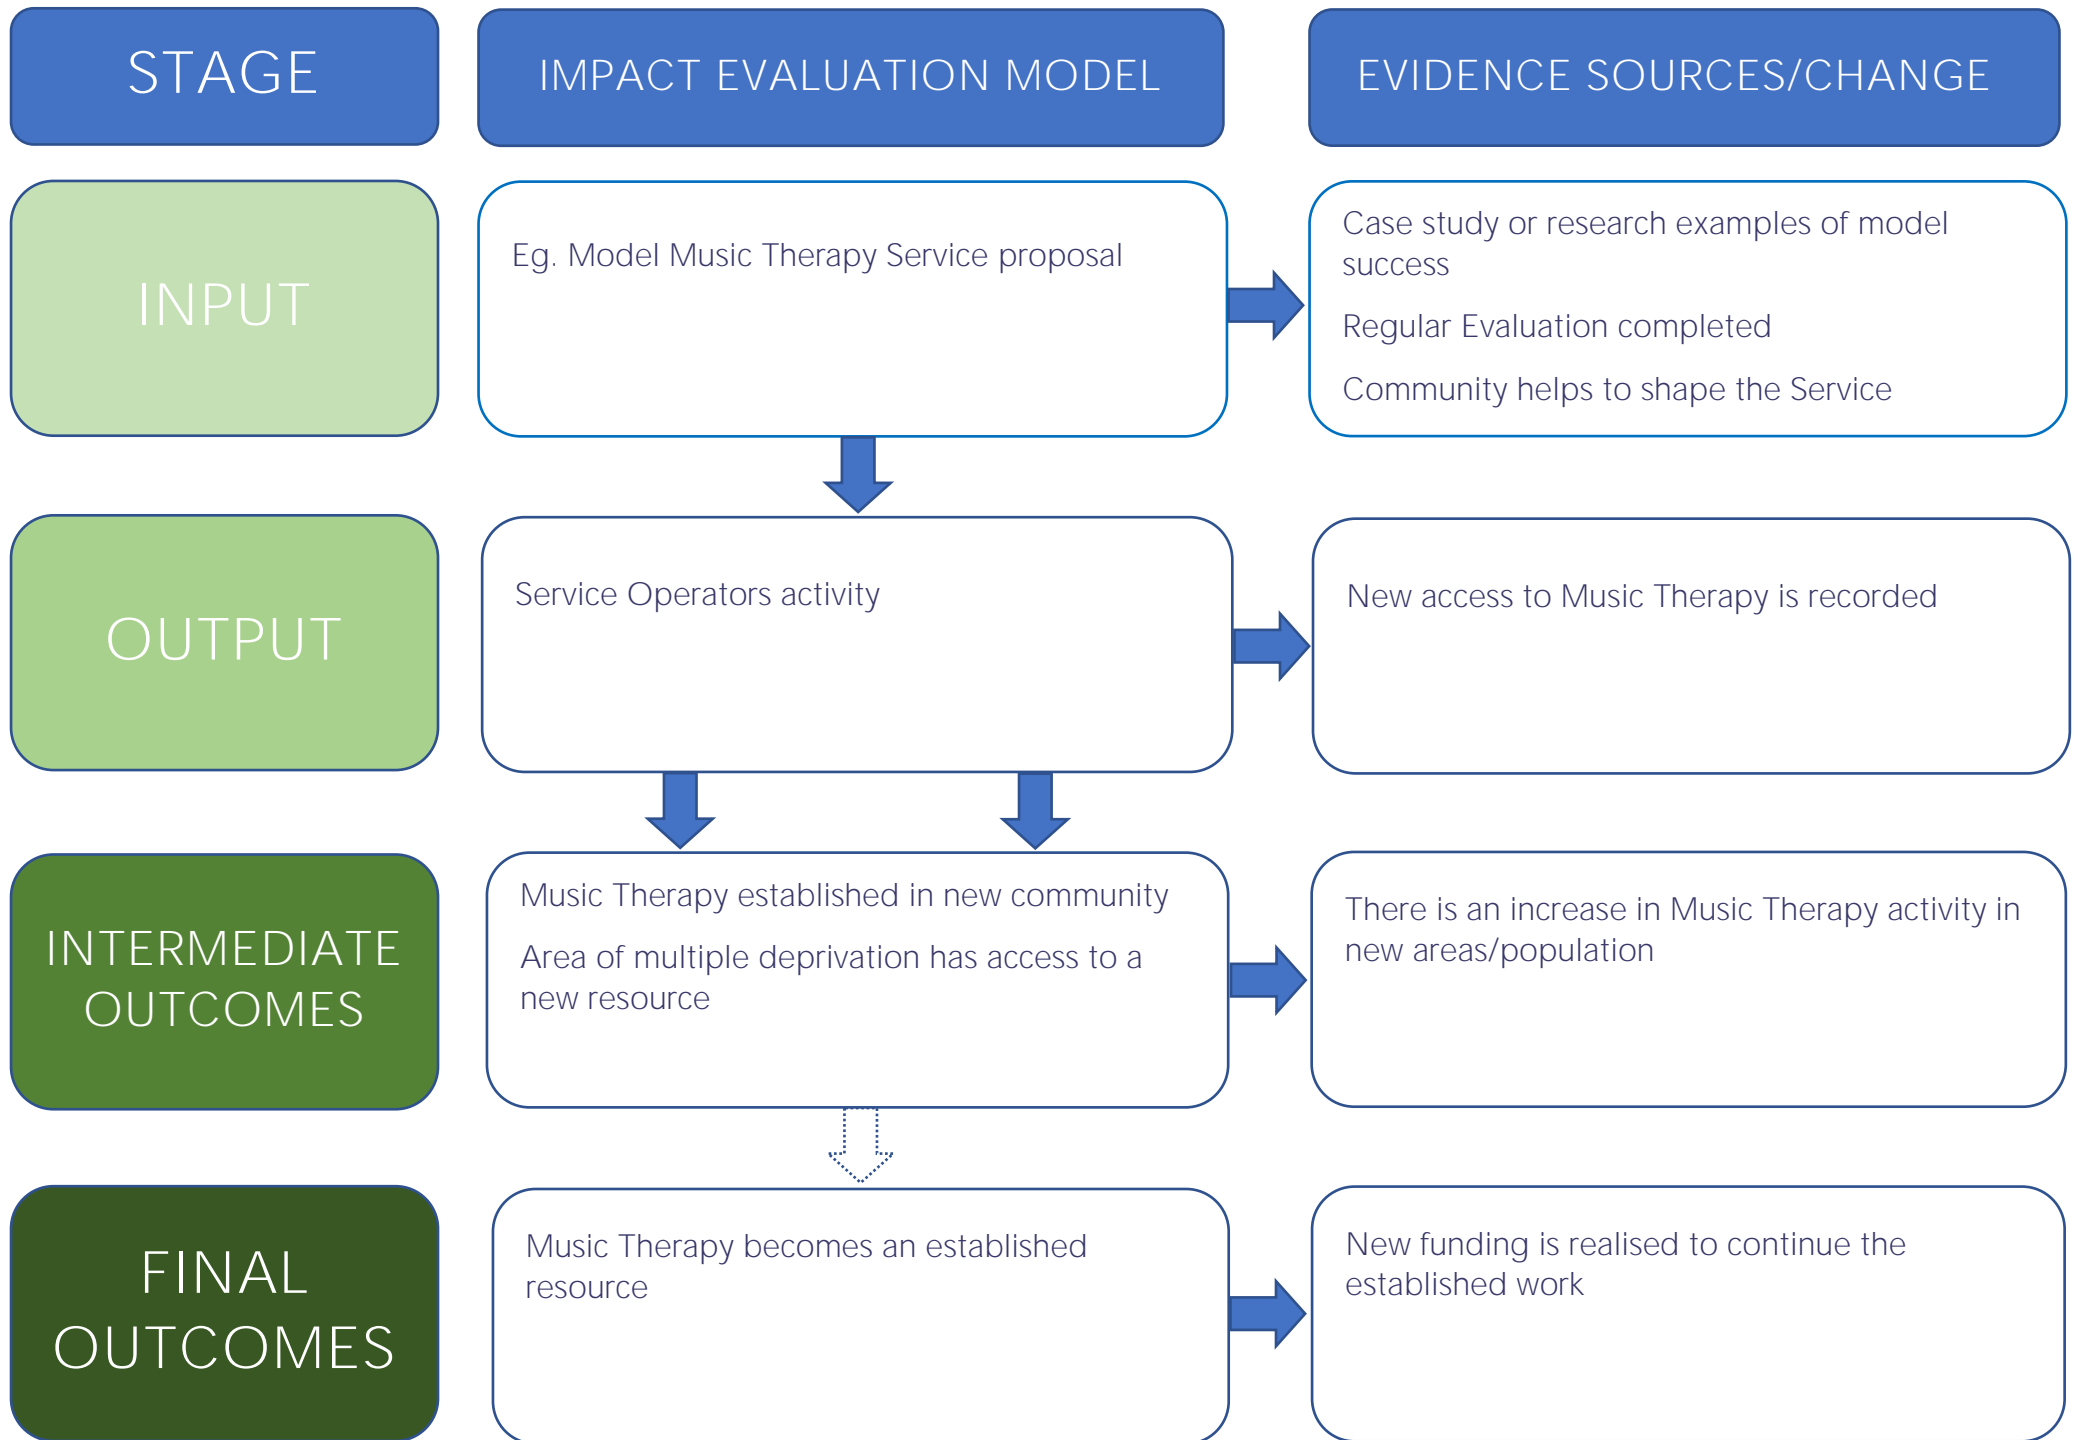 STAGE
IMPACT EVALUATION MODEL
EVIDENCE SOURCES/CHANGE
INPUT
Eg. Model Music Therapy Service proposal
Case study or research examples of model
success
Regular Evaluation completed
Community helps to shape the Service
OUTPUT
Service Operators activity
New access to Music Therapy is recorded
INTERMEDIATE
OUTCOMES
Music Therapy established in new community
Area of multiple deprivation has access to a
new resource
There is an increase in Music Therapy activity in
new areas/population
FINAL
OUTCOMES
Music Therapy becomes an established
resource
New funding is realised to continue the
established work